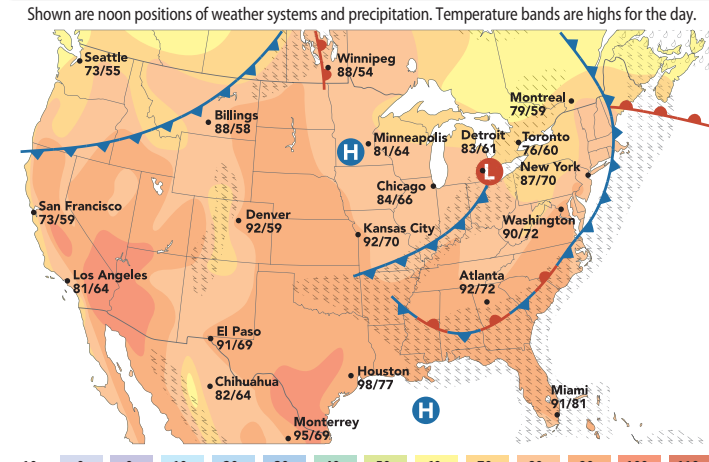 Shown are noon positions of weather systems and precipitation. Temperature bands are highs for the day.
Seattle
73/55
Winnipeg
88/54
Billings
88/58
Montreal
79/59
H
Minneapolis
81/64
Detroit
83/61
Toronto
76/60
L
New York
87/70
Chicago
84/66
San Francisco
73/59
Denver
92/59
Kansas City
92/70
Washington
90/72
Los Angeles
81/64
Atlanta
92/72
El Paso
91/69
Chihuahua
82/64
Houston
98/77
Monterrey
95/69
H
Miami
91/81